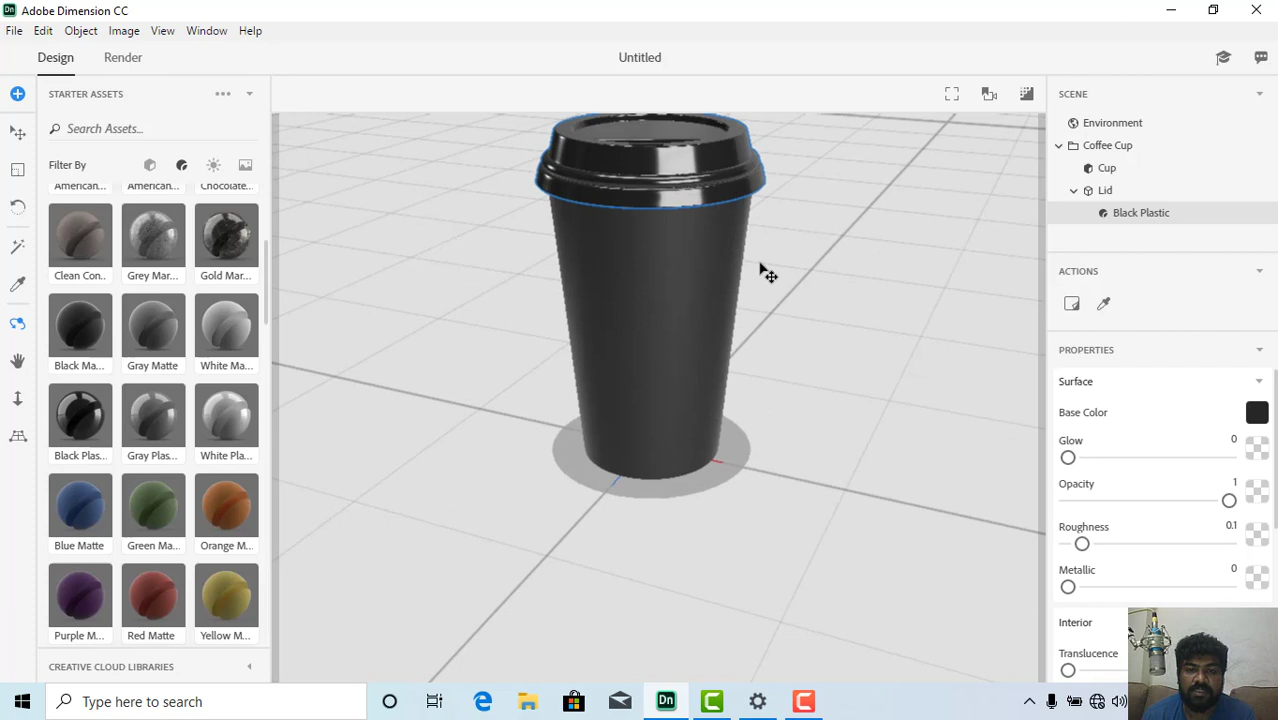 Dn Adobe Dimension CC
File Edit Object Image View Window Help
Design Render Untitled
STARTER ASSETS
Search Assets...
Filter By
American... American... Chocolate...
Clean Con... Grey Mar... Gold Mar...
Black Ma... Gray Matte White Ma...
Black Plas... Gray Plas... White Pla...
Blue Matte Green Ma... Orange M...
Purple M... Red Matte Yellow M...
CREATIVE CLOUD LIBRARIES
SCENE
Environment
Coffee Cup
Cup
Lid
Black Plastic
ACTIONS
PROPERTIES
Surface
Base Color
Glow 0
Opacity 1
Roughness 0.1
Metallic 0
Interior
Translucence
Type here to search
Dn